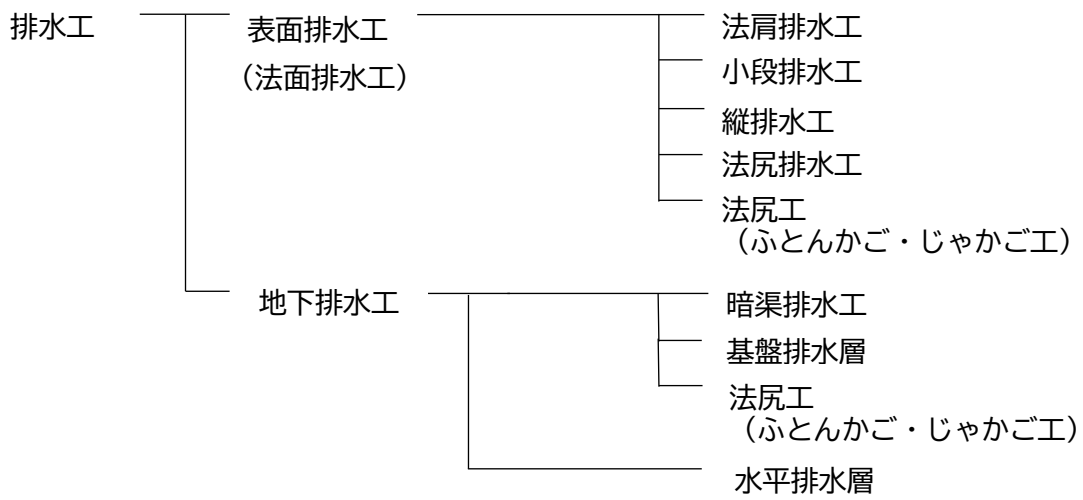 排水工
表面排水工
（法面排水工）
法肩排水工
小段排水工
縦排水工
法尻排水工
法尻工
（ふとんかご・じゃかご工）
地下排水工
暗渠排水工
基盤排水層
法尻工
（ふとんかご・じゃかご工）
水平排水層